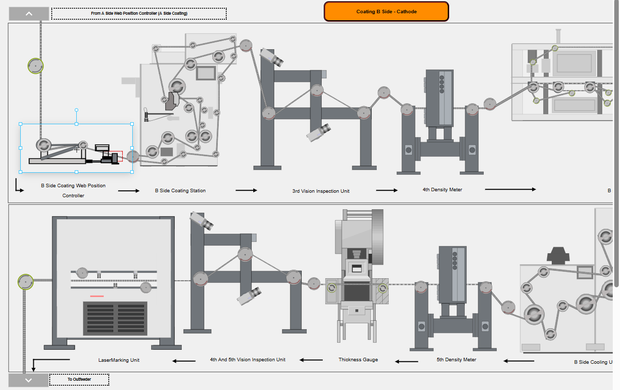 From A Side Web Position Controller (A Side Coating)
Coating B Side - Cathode
B Side Coating Web Position
Controller
B Side Coating Station
3rd Vision Inspection Unit
4th Density Meter
B
LaserMarking Unit
4th And 5th Vision Inspection Unit
Thickness Gauge
5th Density Meter
B Side Cooling U
To Outfeeder